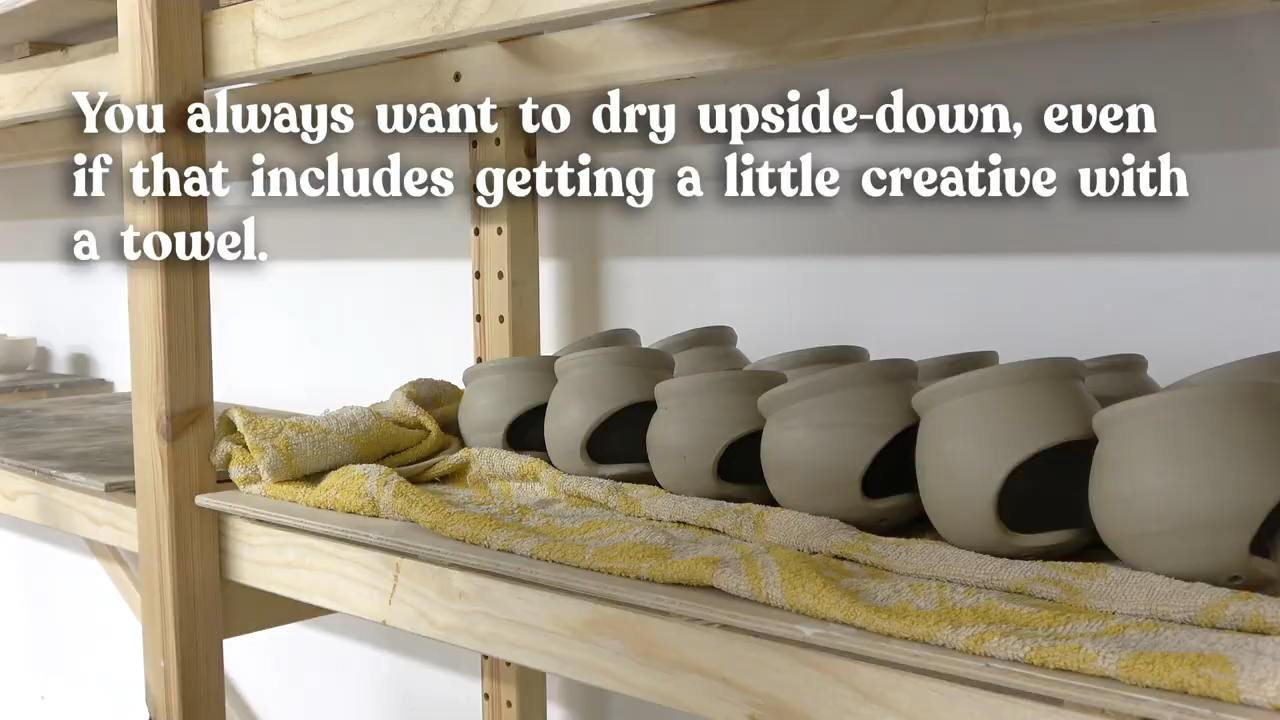 You always want to dry upside-down, even
if that includes getting a little creative with
a towel.